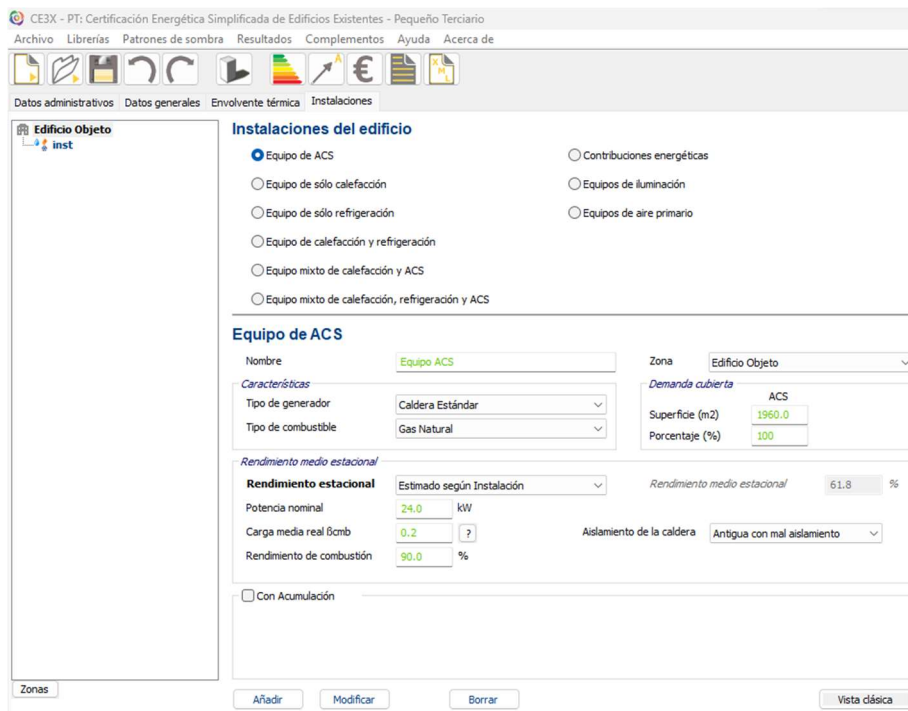 CE3X - PT: Certificación Energética Simplificada de Edificios Existentes - Pequeño Terciario
Archivo Librerías Patrones de sombra Resultados Complementos Ayuda Acerca de
Datos administrativos Datos generales Envolvente térmica Instalaciones
Edificio Objeto
inst
Zonas
Instalaciones del edificio
Equipo de ACS
Equipo de sólo calefacción
Equipo de sólo refrigeración
Equipo de calefacción y refrigeración
Equipo mixto de calefacción y ACS
Equipo mixto de calefacción, refrigeración y ACS
Contribuciones energéticas
Equipos de iluminación
Equipos de aire primario
Equipo de ACS
Nombre Equipo ACS Zona Edificio Objeto
Características
Tipo de generador Caldera Estándar
Tipo de combustible Gas Natural
Demanda cubierta
ACS
Superficie (m2) 1960.0
Porcentaje (%) 100
Rendimiento medio estacional
Rendimiento estacional Estimado según Instalación Rendimiento medio estacional 61.8 %
Potencia nominal 24.0 kW
Carga media real ßcmb 0.2 ? Aislamiento de la caldera Antigua con mal aislamiento
Rendimiento de combustión 90.0 %
Con Acumulación
Añadir Modificar Borrar Vista clásica